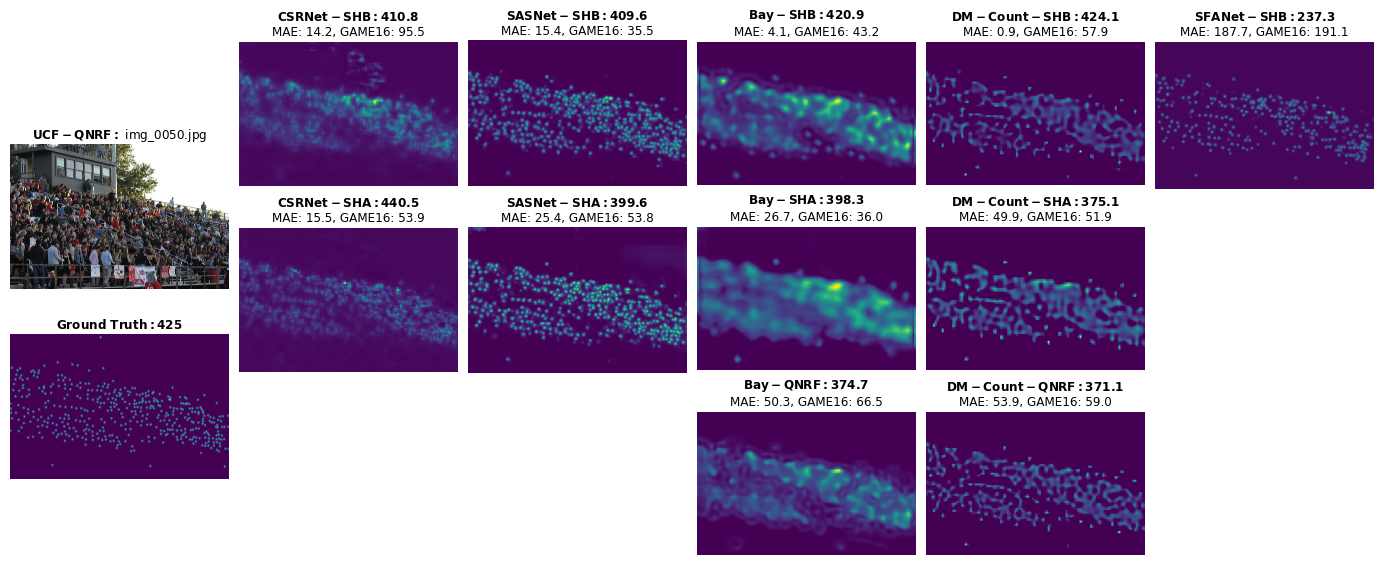 CSRNet−SHB: 410.8
MAE: 14.2, GAME16: 95.5
SASNet−SHB: 409.6
MAE: 15.4, GAME16: 35.5
Bay−SHB: 420.9
MAE: 4.1, GAME16: 43.2
DM−Count−SHB: 424.1
MAE: 0.9, GAME16: 57.9
SFANet−SHB: 237.3
MAE: 187.7, GAME16: 191.1
UCF−QNRF: img_0050.jpg
CSRNet−SHA: 440.5
MAE: 15.5, GAME16: 53.9
SASNet−SHA: 399.6
MAE: 25.4, GAME16: 53.8
Bay−SHA: 398.3
MAE: 26.7, GAME16: 36.0
DM−Count−SHA: 375.1
MAE: 49.9, GAME16: 51.9
Ground Truth: 425
Bay−QNRF: 374.7
MAE: 50.3, GAME16: 66.5
DM−Count−QNRF: 371.1
MAE: 53.9, GAME16: 59.0